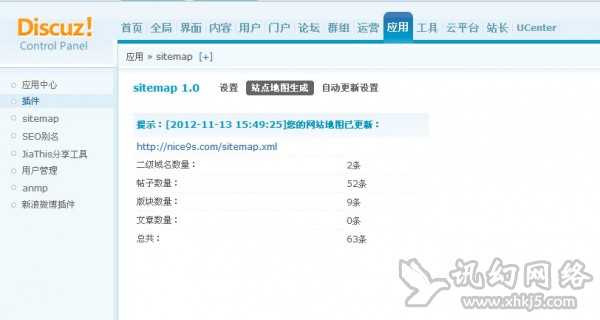 Discuz!
Control Panel
首页 全局 界面 内容 用户 门户 论坛 群组 运营 应用 工具 云平台 站长 UCenter
应用 » sitemap [+]
应用中心
插件
sitemap
SEO别名
JiaThis分享工具
用户管理
anmp
新浪微博插件
sitemap 1.0 设置 站点地图生成 自动更新设置
提示：[2012-11-13 15:49:25]您的网站地图已更新：
http://nice9s.com/sitemap.xml
二级域名数量： 2条
帖子数量： 52条
版块数量： 9条
文章数量： 0条
总共： 63条
讯幻网络
www.xhkj5.com